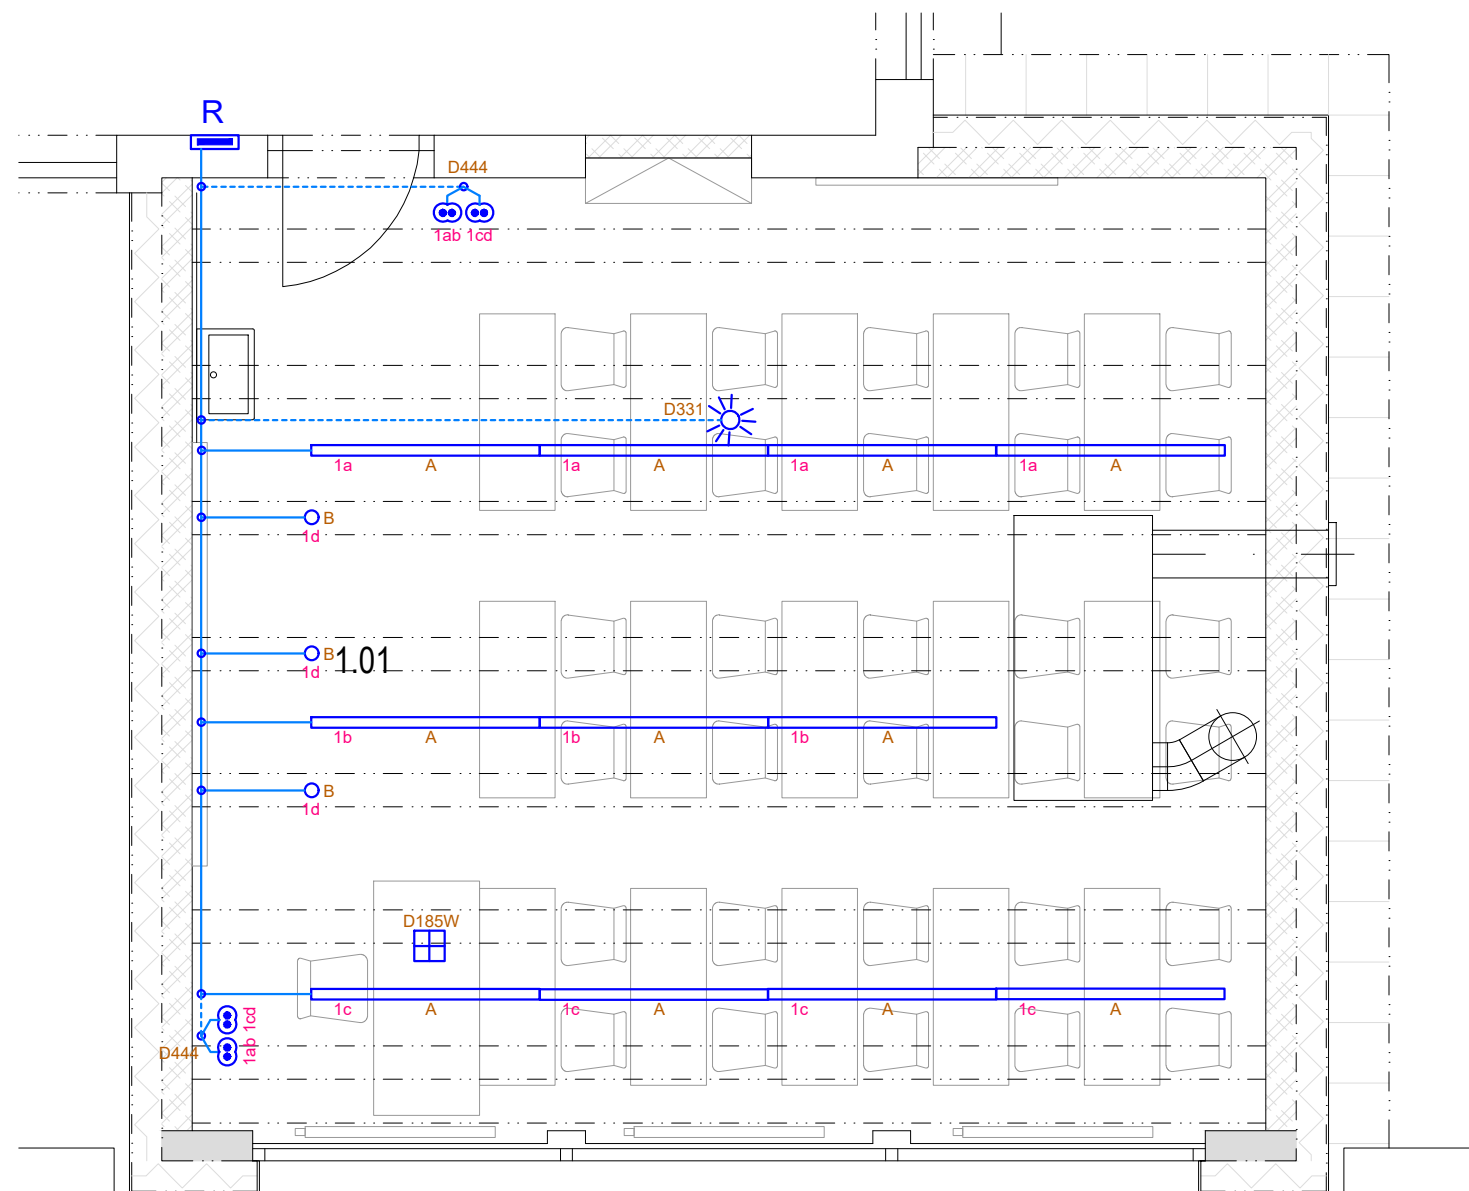 R
D444
1ab 1cd
D331
1a A 1a A 1a A 1a A
B
1d
B 1.01
1d
1b A 1b A 1b A
B
1d
D185W
1c A 1c A 1c A 1c A
1ab 1cd
D444